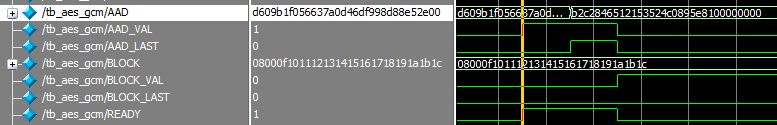 /tb_aes_gcm/AAD d609b1f056637a0d46df998d88e52e00 d609b1f056637a0d... b2c2846512153524c0895e8100000000
/tb_aes_gcm/AAD_VAL 1
/tb_aes_gcm/AAD_LAST 0
/tb_aes_gcm/BLOCK 08000f101112131415161718191a1b1c 08000f101112131415161718191a1b1c
/tb_aes_gcm/BLOCK_VAL 0
/tb_aes_gcm/BLOCK_LAST 0
/tb_aes_gcm/READY 1